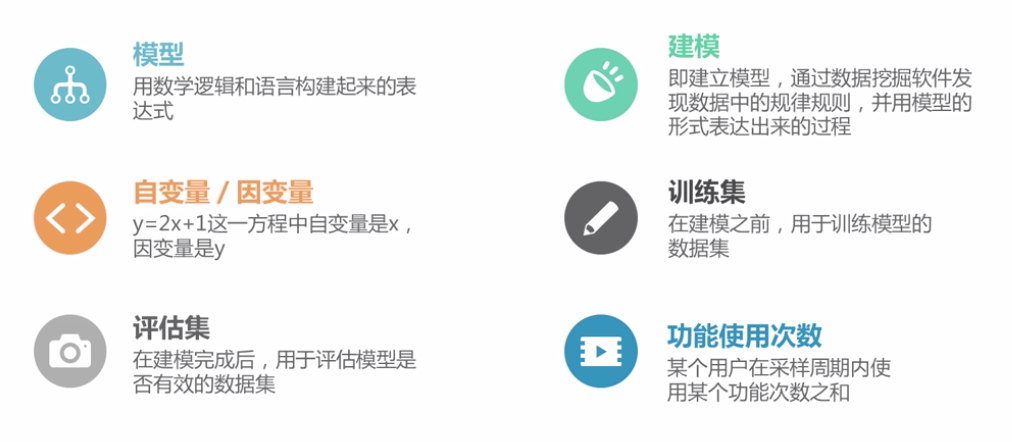 模型
用数学逻辑和语言构建起来的表
达式
建模
即建立模型，通过数据挖掘软件发
现数据中的规律规则，并用模型的
形式表达出来的过程
自变量 / 因变量
y=2x+1这一方程中自变量是x，
因变量是y
训练集
在建模之前，用于训练模型的
数据集
评估集
在建模完成后，用于评估模型是
否有效的数据集
功能使用次数
某个用户在采样周期内使
用某个功能次数之和